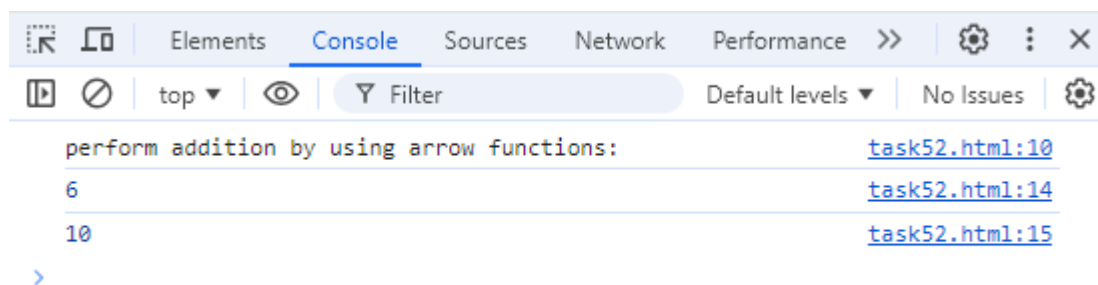 Elements Console Sources Network Performance
top Filter Default levels No Issues
perform addition by using arrow functions: task52.html:10
6 task52.html:14
10 task52.html:15